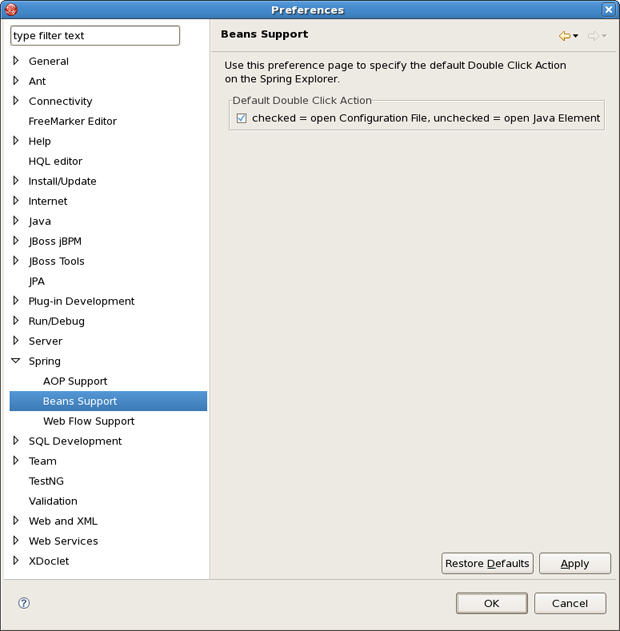 Preferences
type filter text
General
Ant
Connectivity
FreeMarker Editor
Help
HQL editor
Install/Update
Internet
Java
JBoss jBPM
JBoss Tools
JPA
Plug-in Development
Run/Debug
Server
Spring
AOP Support
Beans Support
Web Flow Support
SQL Development
Team
TestNG
Validation
Web and XML
Web Services
XDoclet
Beans Support
Use this preference page to specify the default Double Click Action
on the Spring Explorer.
Default Double Click Action
checked = open Configuration File, unchecked = open Java Element
Restore Defaults
Apply
?
OK
Cancel